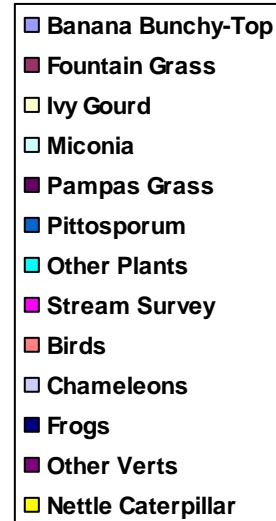 Banana Bunchy-Top
Fountain Grass
Ivy Gourd
Miconia
Pampas Grass
Pittosporum
Other Plants
Stream Survey
Birds
Chameleons
Frogs
Other Verts
Nettle Caterpillar